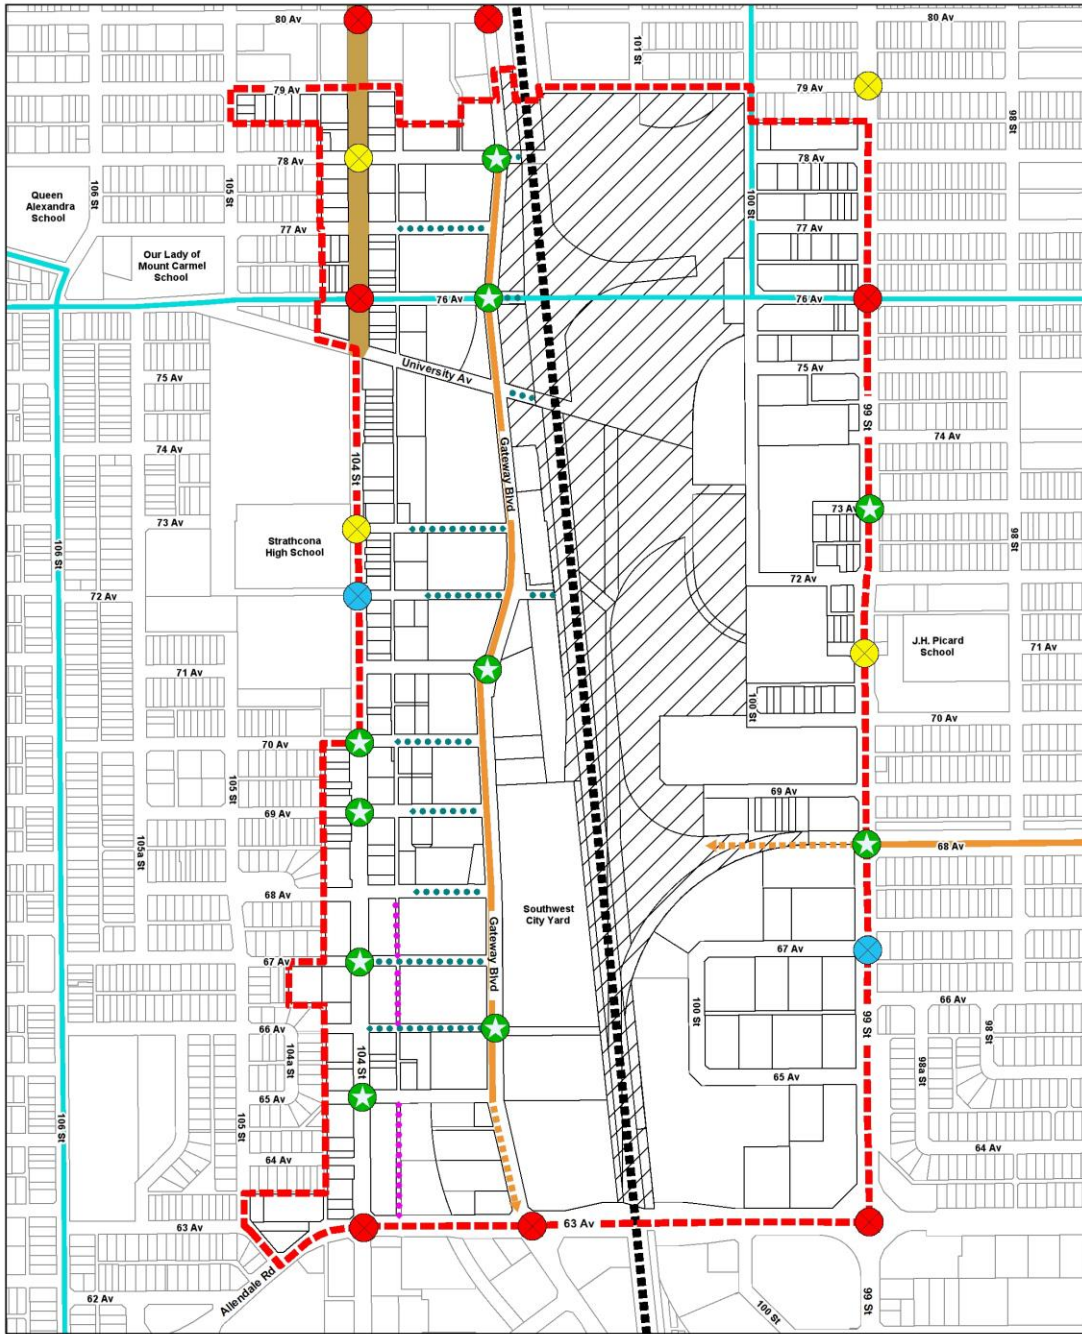 80 Av
80 Av
101 St
79 Av
79 Av
98 St
78 Av
78 Av
Queen
Alexandra
School
106 St
105 St
100 St
77 Av
77 Av
Our Lady of
Mount Carmel
School
76 Av
76 Av
University Av
75 Av
75 Av
99 St
74 Av
74 Av
Gateway Blvd
104 St
73 Av
73 Av
Strathcona
High School
98 St
106 St
72 Av
72 Av
J.H. Picard
School
71 Av
71 Av
100 St
70 Av
70 Av
105 St
69 Av
69 Av
105a St
68 Av
68 Av
Southwest
City Yard
Gateway Blvd
67 Av
67 Av
66 Av
100 St
99 St
98 St
66 Av
104a St
104 St
98a St
65 Av
65 Av
106 St
105 St
64 Av
64 Av
63 Av
63 Av
Allendale Rd
62 Av
100 St
99 St